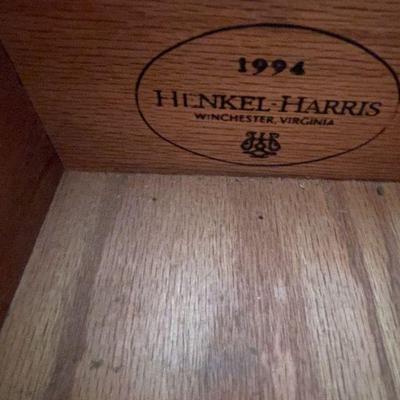 1994
HENKEL-HARRIS
WINCHESTER, VIRGINIA